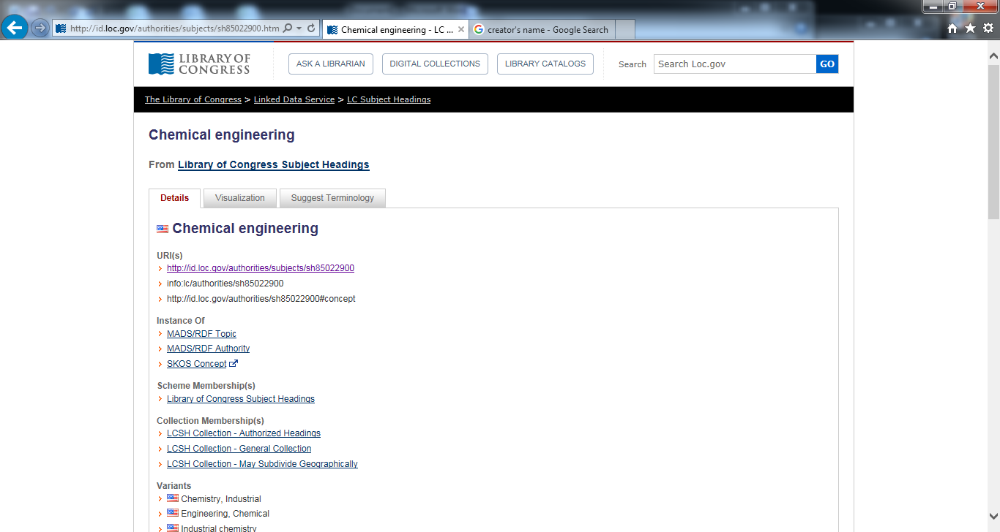 http://id.loc.gov/authorities/subjects/sh85022900.htm
Chemical engineering - LC ...
creator's name - Google Search
LIBRARY OF CONGRESS
ASK A LIBRARIAN
DIGITAL COLLECTIONS
LIBRARY CATALOGS
Search
Search Loc.gov
GO
The Library of Congress > Linked Data Service > LC Subject Headings
Chemical engineering
From Library of Congress Subject Headings
Details
Visualization
Suggest Terminology
Chemical engineering
URI(s)
http://id.loc.gov/authorities/subjects/sh85022900
info:lc/authorities/sh85022900
http://id.loc.gov/authorities/sh85022900#concept
Instance Of
MADS/RDF Topic
MADS/RDF Authority
SKOS Concept
Scheme Membership(s)
Library of Congress Subject Headings
Collection Membership(s)
LCSH Collection - Authorized Headings
LCSH Collection - General Collection
LCSH Collection - May Subdivide Geographically
Variants
Chemistry, Industrial
Engineering, Chemical
Industrial chemistry